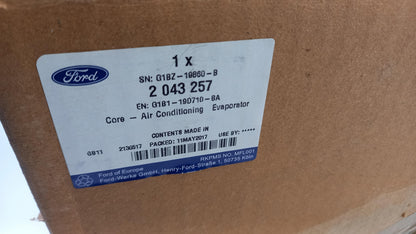 1 x
Ford
SN: G1BZ-19860-B
2 043 257
EN: G1B1-19D710-BA
Core - Air Conditioning Evaporator
CONTENTS MADE IN
GBTI 2130517 PACKED: 11MAY2017 USE BY: *****
RKPMS NO. MFL001
Ford of Europe
Ford-Werke GmbH, Henry-Ford-Straße 1, 50735 Köln